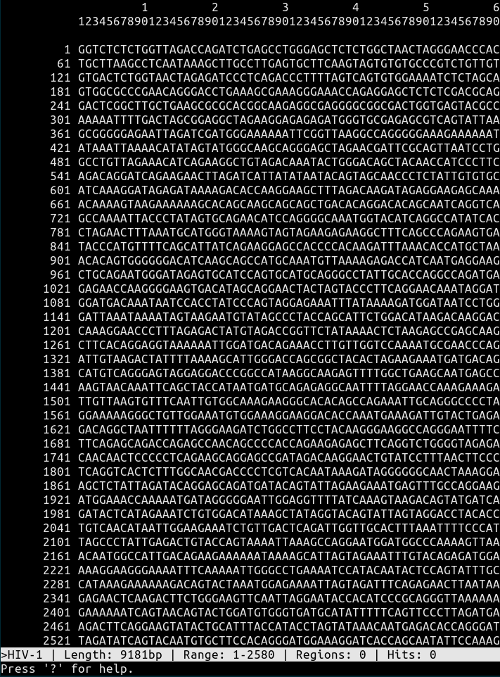 1 2 3 4 5 6
123456789012345678901234567890123456789012345678901234567890
1 GGTCTCTCTGGTTAGACCAGATCTGAGCCTGGGAGCTCTCTGGCTAACTAGGGAACCCAC
61 TGCTTAAGCCTCAATAAAGCTTGCCTTGAGTGCTTCAAGTAGTGTGTGCCCGTCTGTTGT
121 GTGACTCTGGTAACTAGAGATCCCTCAGACCCTTTTAGTCAGTGTGGAAAATCTCTAGCA
181 GTGGCGCCCGAACAGGGACCTGAAAGCGAAAGGGAAACCAGAGGAGCTCTCTCGACGCAG
241 GACTCGGCTTGCTGAAGCGCGCACGGCAAGAGGCGAGGGGCGGCGACTGGTGAGTACGCC
301 AAAAATTTTGACTAGCGGAGGCTAGAAGGAGAGAGATGGGTGCGAGAGCGTCAGTATTAA
361 GCGGGGGAGAATTAGATCGATGGGAAAAAATTCGGTTAAGGCCAGGGGGAAAGAAAAAAT
421 ATAAATTAAAACATATAGTATGGGCAAGCAGGGAGCTAGAACGATTCGCAGTTAATCCTG
481 GCCTGTTAGAAACATCAGAAGGCTGTAGACAAATACTGGGACAGCTACAACCATCCCTTC
541 AGACAGGATCAGAAGAACTTAGATCATTATATAATACAGTAGCAACCCTCTATTGTGTGC
601 ATCAAAGGATAGAGATAAAAGACACCAAGGAAGCTTTAGACAAGATAGAGGAAGAGCAAA
661 ACAAAAGTAAGAAAAAAGCACAGCAAGCAGCAGCTGACACAGGACACAGCAATCAGGTCA
721 GCCAAAATTACCCTATAGTGCAGAACATCCAGGGGCAAATGGTACATCAGGCCATATCAC
781 CTAGAACTTTAAATGCATGGGTAAAAGTAGTAGAAGAGAAGGCTTTCAGCCCAGAAGTGA
841 TACCCATGTTTTCAGCATTATCAGAAGGAGCCACCCCACAAGATTTAAACACCATGCTAA
901 ACACAGTGGGGGGACATCAAGCAGCCATGCAAATGTTAAAAGAGACCATCAATGAGGAAG
961 CTGCAGAATGGGATAGAGTGCATCCAGTGCATGCAGGGCCTATTGCACCAGGCCAGATGA
1021 GAGAACCAAGGGGAAGTGACATAGCAGGAACTACTAGTACCCTTCAGGAACAAATAGGAT
1081 GGATGACAAATAATCCACCTATCCCAGTAGGAGAAATTTATAAAAGATGGATAATCCTGG
1141 GATTAAATAAAATAGTAAGAATGTATAGCCCTACCAGCATTCTGGACATAAGACAAGGAC
1201 CAAAGGAACCCTTTAGAGACTATGTAGACCGGTTCTATAAAACTCTAAGAGCCGAGCAAG
1261 CTTCACAGGAGGTAAAAAATTGGATGACAGAAACCTTGTTGGTCCAAAATGCGAACCCAG
1321 ATTGTAAGACTATTTTAAAAGCATTGGGACCAGCGGCTACACTAGAAGAAATGATGACAG
1381 CATGTCAGGGAGTAGGAGGACCCGGCCATAAGGCAAGAGTTTTGGCTGAAGCAATGAGCC
1441 AAGTAACAAATTCAGCTACCATAATGATGCAGAGAGGCAATTTTAGGAACCAAAGAAAGA
1501 TTGTTAAGTGTTTCAATTGTGGCAAAGAAGGGCACACAGCCAGAAATTGCAGGGCCCCTA
1561 GGAAAAAGGGCTGTTGGAAATGTGGAAAGGAAGGACACCAAATGAAAGATTGTACTGAGA
1621 GACAGGCTAATTTTTTAGGGAAGATCTGGCCTTCCTACAAGGGAAGGCCAGGGAATTTTC
1681 TTCAGAGCAGACCAGAGCCAACAGCCCCACCAGAAGAGAGCTTCAGGTCTGGGGTAGAGA
1741 CAACAACTCCCCCTCAGAAGCAGGAGCCGATAGACAAGGAACTGTATCCTTTAACTTCCC
1801 TCAGGTCACTCTTTGGCAACGACCCCTCGTCACAATAAAGATAGGGGGGCAACTAAAGGA
1861 AGCTCTATTAGATACAGGAGCAGATGATACAGTATTAGAAGAAATGAGTTTGCCAGGAAG
1921 ATGGAAACCAAAAATGATAGGGGGAATTGGAGGTTTTATCAAAGTAAGACAGTATGATCA
1981 GATACTCATAGAAATCTGTGGACATAAAGCTATAGGTACAGTATTAGTAGGACCTACACC
2041 TGTCAACATAATTGGAAGAAATCTGTTGACTCAGATTGGTTGCACTTTAAATTTTCCCAT
2101 TAGCCCTATTGAGACTGTACCAGTAAAATTAAAGCCAGGAATGGATGGCCCAAAAGTTAA
2161 ACAATGGCCATTGACAGAAGAAAAAATAAAAGCATTAGTAGAAATTTGTACAGAGATGGA
2221 AAAGGAAGGGAAAATTTCAAAAATTGGGCCTGAAAATCCATACAATACTCCAGTATTTGC
2281 CATAAAGAAAAAAGACAGTACTAAATGGAGAAAATTAGTAGATTTCAGAGAACTTAATAA
2341 GAGAACTCAAGACTTCTGGGAAGTTCAATTAGGAATACCACATCCCGCAGGGTTAAAAAA
2401 GAAAAAATCAGTAACAGTACTGGATGTGGGTGATGCATATTTTTCAGTTCCCTTAGATGA
2461 AGACTTCAGGAAGTATACTGCATTTACCATACCTAGTATAAACAATGAGACACCAGGGAT
2521 TAGATATCAGTACAATGTGCTTCCACAGGGATGGAAAGGATCACCAGCAATATTCCAAAG
>HIV-1 | Length: 9181bp | Range: 1-2580 | Regions: 0 | Hits: 0
Press '?' for help.